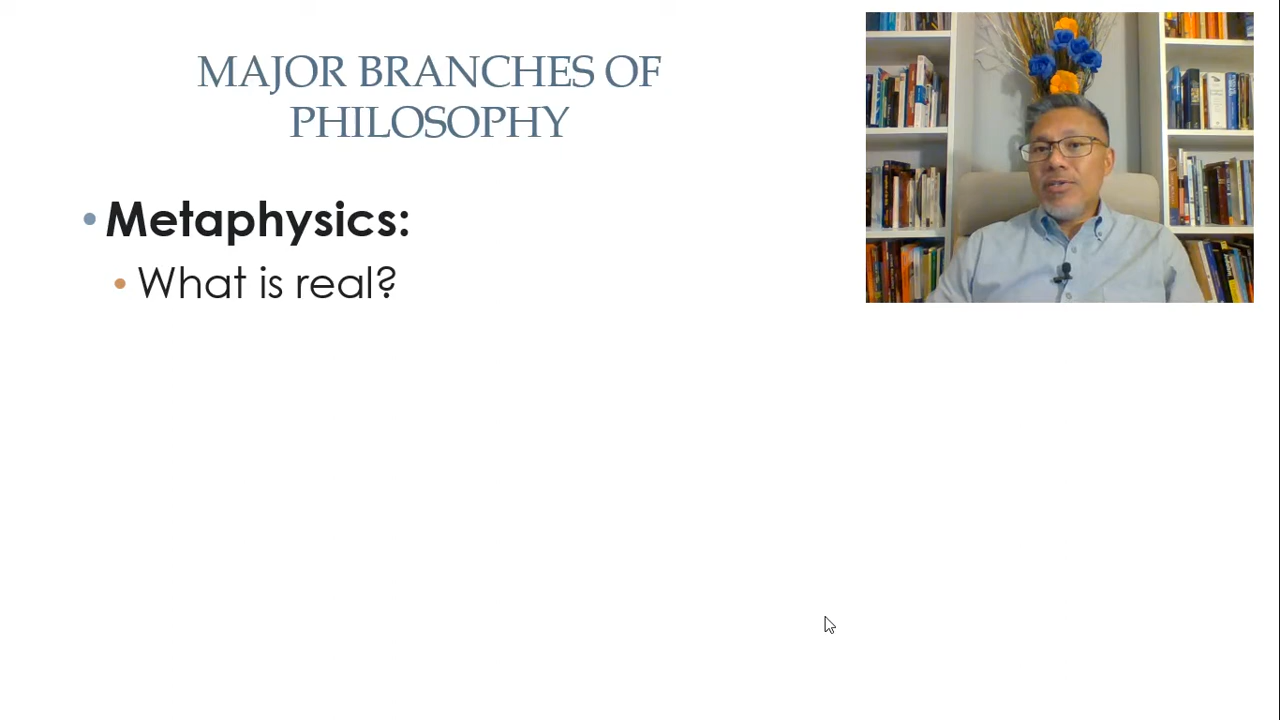 MAJOR BRANCHES OF
PHILOSOPHY
• Metaphysics:
• What is real?